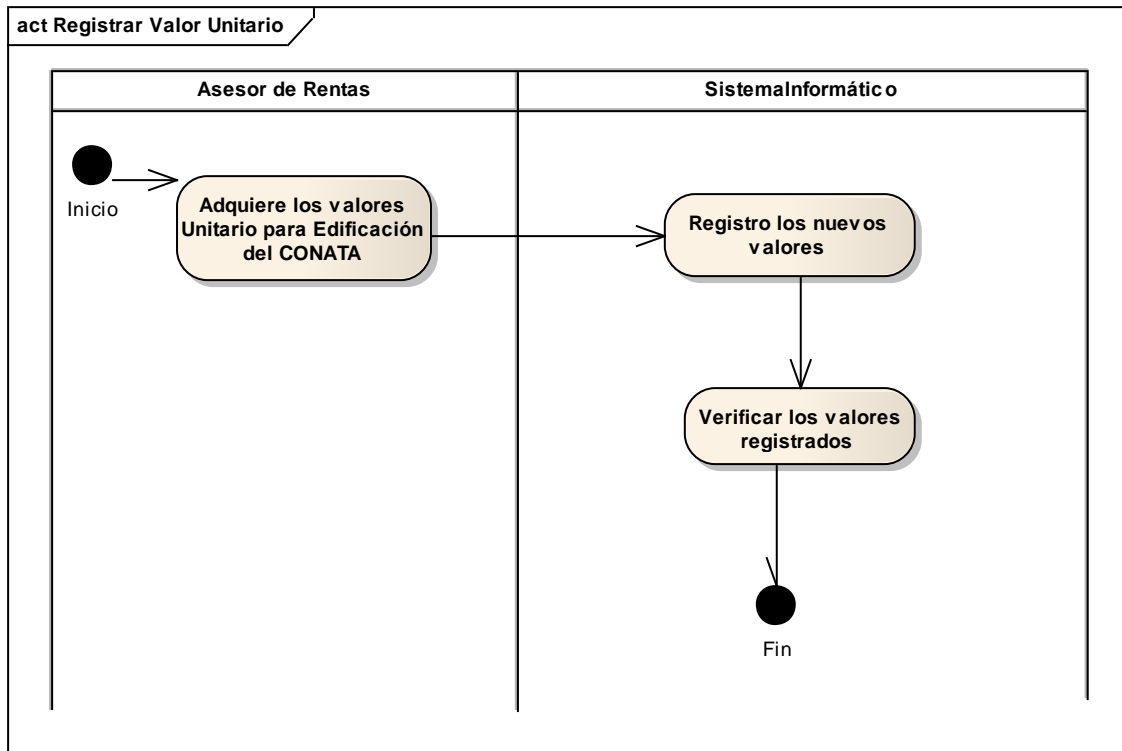 act Registrar Valor Unitario
Asesor de Rentas
SistemaInformático
Inicio
Adquiere los valores
Unitario para Edificación
del CONATA
Registro los nuevos
valores
Verificar los valores
registrados
Fin